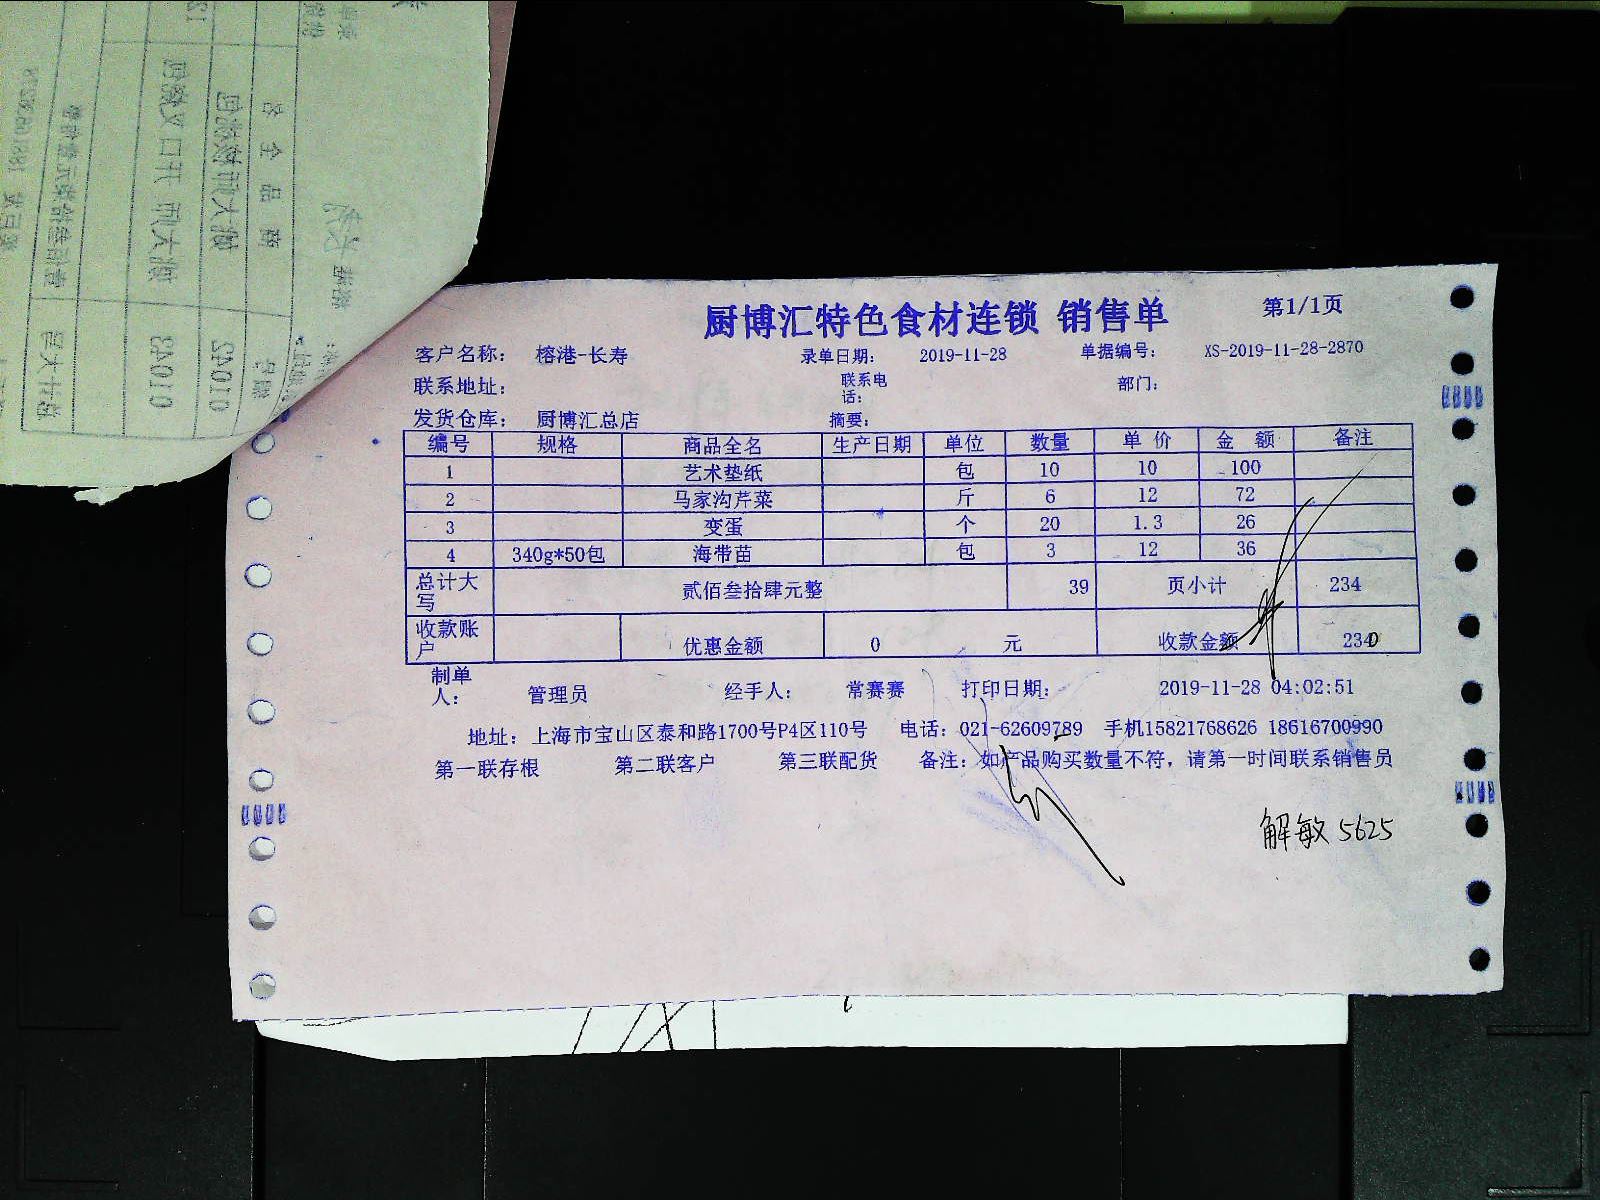 厨博汇特色食材连锁 销售单 第1/1页
客户名称: 榕港-长寿 录单日期: 2019-11-28 单据编号: XS-2019-11-28-2870
联系地址: 联系电话: 部门:
发货仓库: 厨博汇总店 摘要:
编号 规格 商品全名 生产日期 单位 数量 单价 金额 备注
1 艺术垫纸 包 10 10 100
2 马家沟芹菜 斤 6 12 72
3 变蛋 个 20 1.3 26
4 340g*50包 海带苗 包 3 12 36
总计大写 贰佰叁拾肆元整 39 页小计 234
收款账户 优惠金额 0 元 收款金额 234
制单人: 管理员 经手人: 常赛赛 打印日期: 2019-11-28 04:02:51
地址: 上海市宝山区泰和路1700号P4区110号 电话: 021-62609789 手机15821768626 18616700990
第一联存根 第二联客户 第三联配货 备注: 如产品购买数量不符，请第一时间联系销售员
解敏 5625